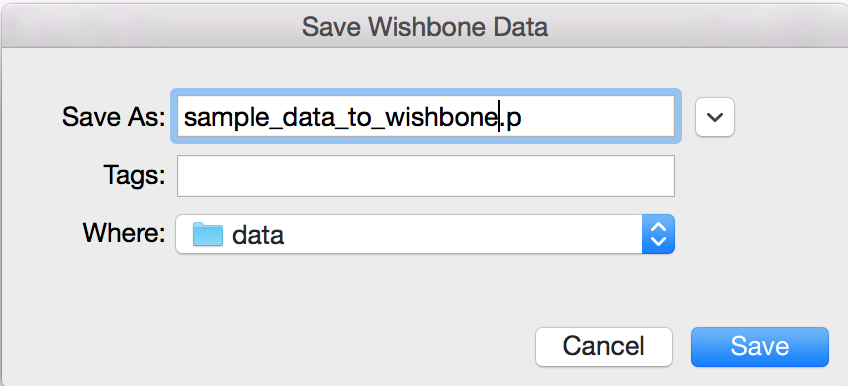 Save Wishbone Data
Save As: sample_data_to_wishbone.p
Tags:
Where: data
Cancel Save